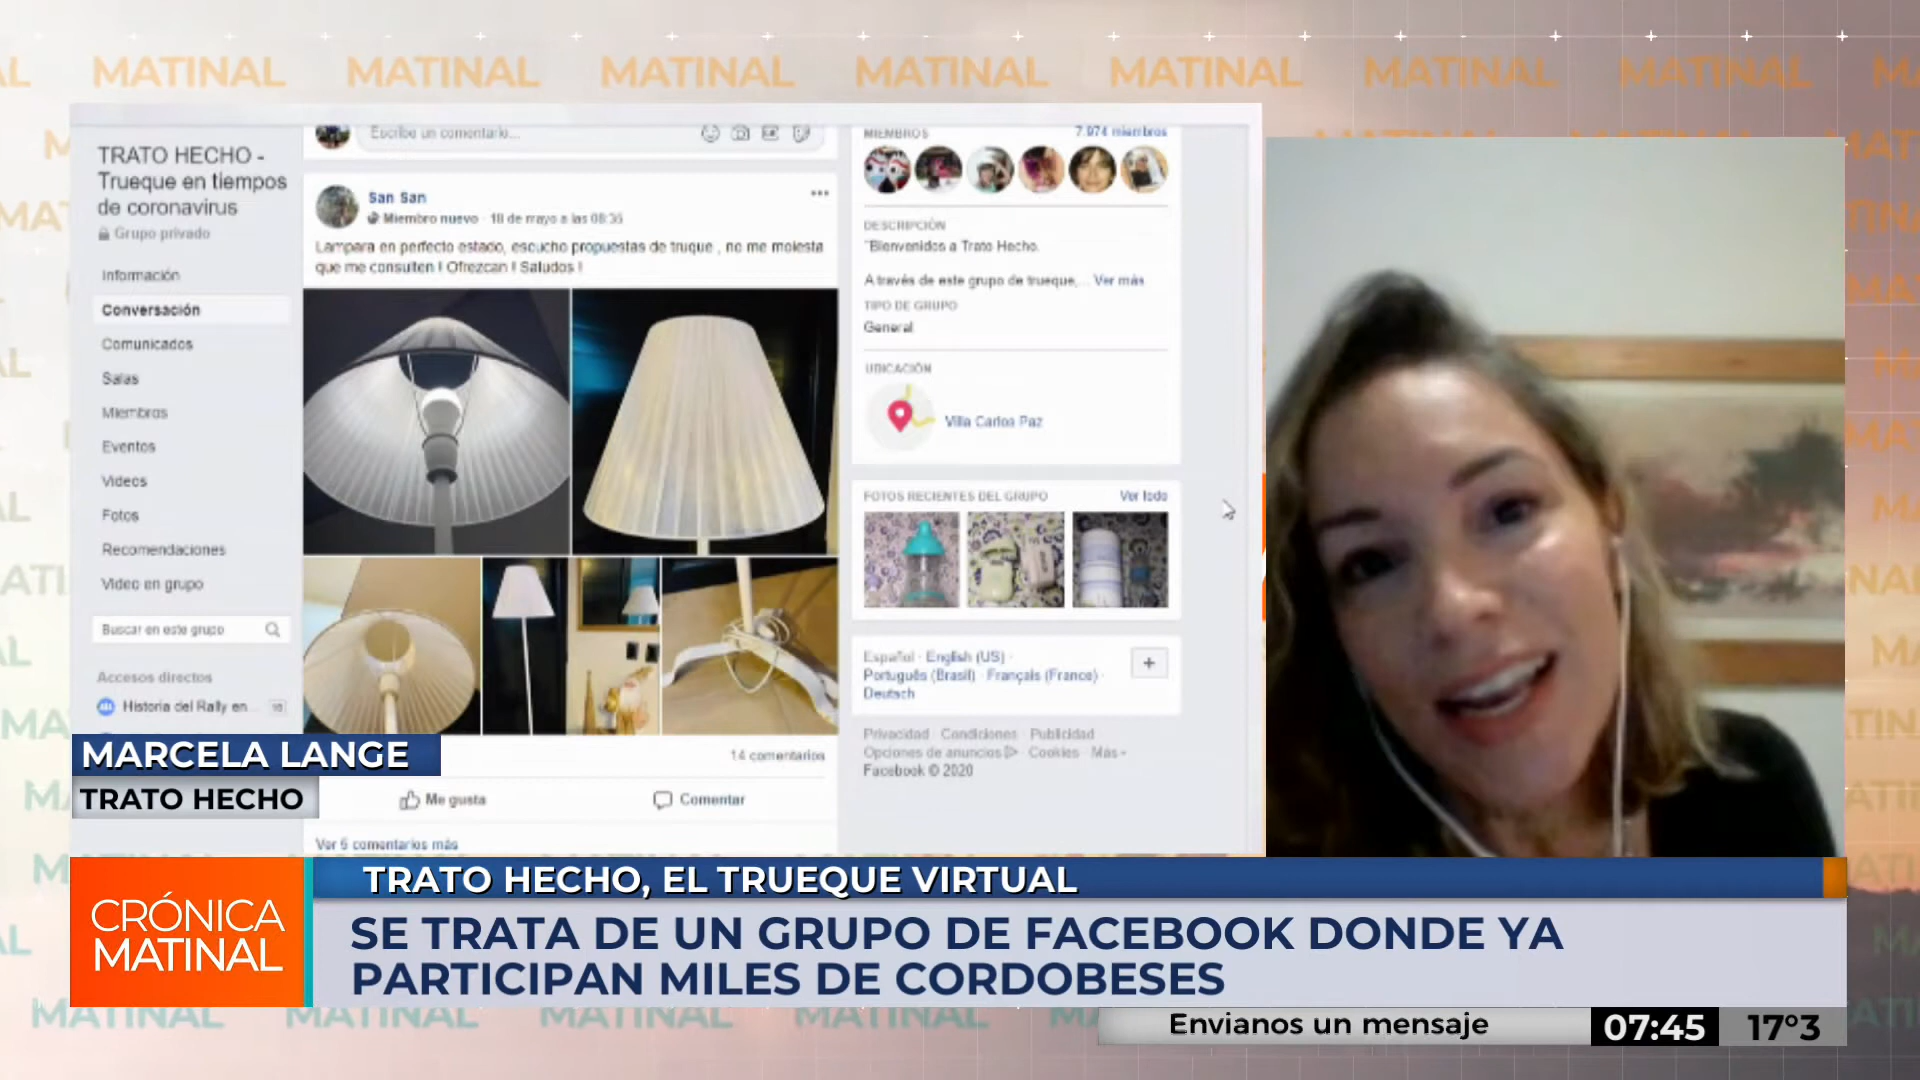 MATINAL MATINAL MATINAL MATINAL MATINAL MATINAL MATINAL
TRATO HECHO -
Trueque en tiempos
de coronavirus
Grupo privado
Información
Conversación
Comunicados
Salas
Miembros
Eventos
Videos
Fotos
Recomendaciones
Video en grupo
Buscar en este grupo
Accesos directos
Historia del Rally en...
Escribe un comentario...
San San
Miembro nuevo · 18 de mayo a las 08:36
Lampara en perfecto estado, escucho propuestas de truque , no me molesta
que me consulten ! Ofrezcan ! Saludos !
14 comentarios
Me gusta
Comentar
Ver 6 comentarios más
MIEMBROS
7.974 miembros
DESCRIPCIÓN
"Bienvenidos a Trato Hecho.
A través de este grupo de trueque,... Ver más
TIPO DE GRUPO
General
UBICACIÓN
Villa Carlos Paz
FOTOS RECIENTES DEL GRUPO
Ver todo
Español · English (US) ·
Português (Brasil) · Français (France) ·
Deutsch
Privacidad · Condiciones · Publicidad
Opciones de anuncios · Cookies · Más
Facebook © 2020
MARCELA LANGE
TRATO HECHO
CRÓNICA
MATINAL
TRATO HECHO, EL TRUEQUE VIRTUAL
SE TRATA DE UN GRUPO DE FACEBOOK DONDE YA
PARTICIPAN MILES DE CORDOBESES
Envianos un mensaje
07:45
17°3
MATINAL MATINAL MATINAL MATINAL